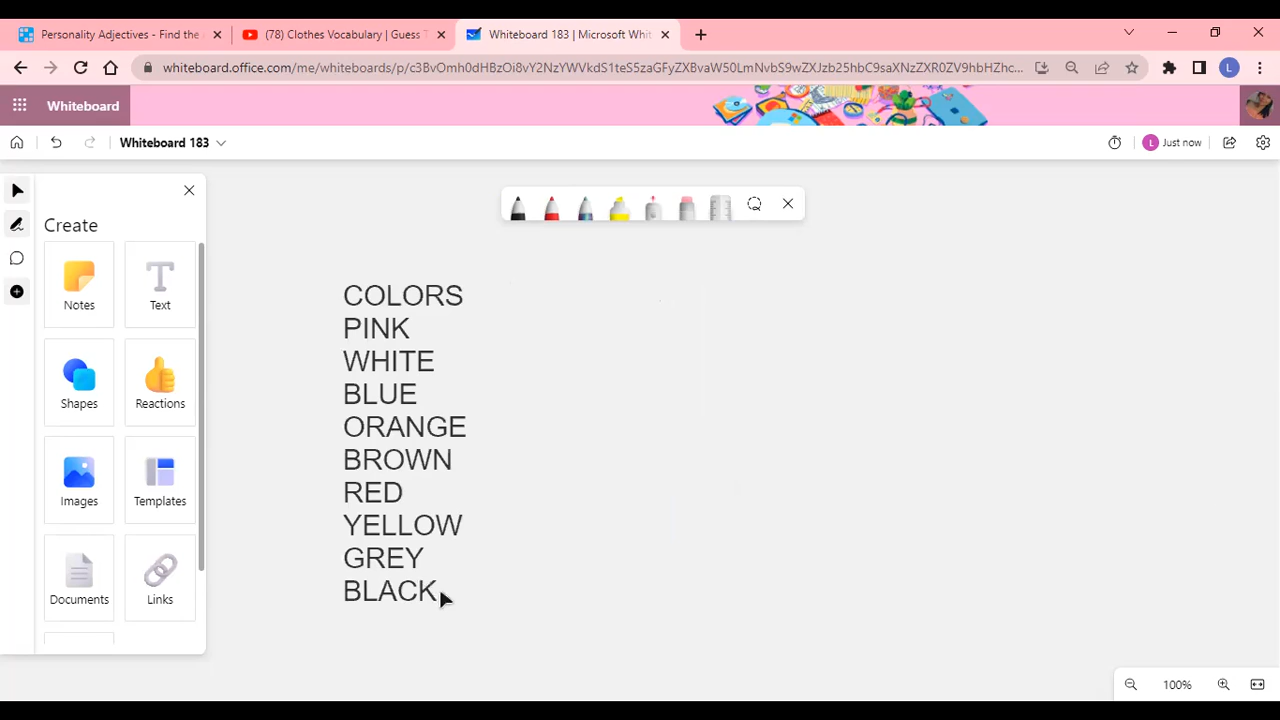 Personality Adjectives - Find the
(78) Clothes Vocabulary | Guess T
Whiteboard 183 | Microsoft Whit
whiteboard.office.com/me/whiteboards/p/c3BvOmh0dHBzOi8vY2NzYWVkdS1teS5zaGFyZXBvaW50LmNvbS9wZXJzb25hbC9saXNzZXR0ZV9hbHZhc...
L
Whiteboard
Whiteboard 183
L Just now
Create
Notes
Text
Shapes
Reactions
Images
Templates
Documents
Links
COLORS
PINK
WHITE
BLUE
ORANGE
BROWN
RED
YELLOW
GREY
BLACK
100%